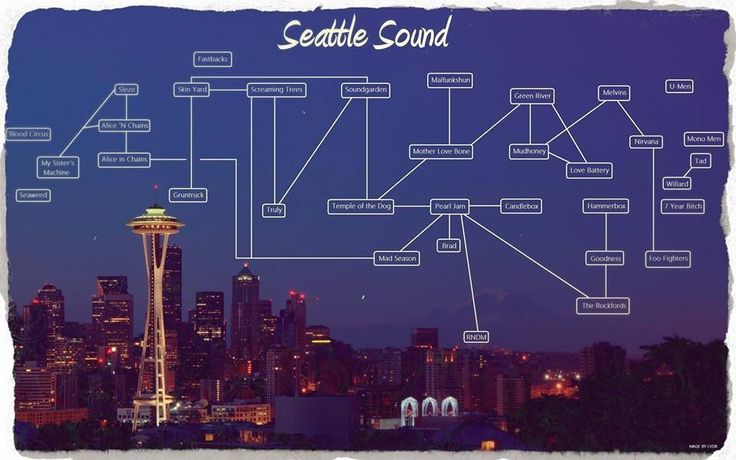 Seattle Sound
Fastbacks
Malfunkshun
Sleze
Skin Yard
Screaming Trees
Soundgarden
Green River
Melvins
U-Men
Blood Circus
Alice 'N Chains
Mono Men
Nirvana
Mother Love Bone
Mudhoney
My Sister's
Machine
Alice in Chains
Tad
Love Battery
Willard
Seaweed
Gruntruck
Truly
Temple of the Dog
Pearl Jam
Candlebox
Hammerbox
7 Year Bitch
Brad
Mad Season
Goodness
Foo Fighters
The Rockfords
RNDM
MADE BY LVDR